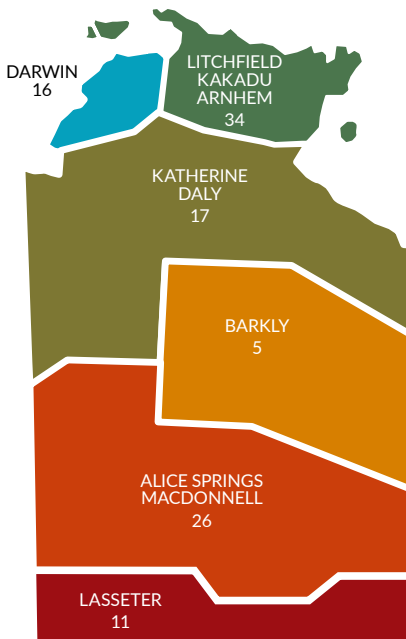 DARWIN
16
LITCHFIELD
KAKADU
ARNHEM
34
KATHERINE
DALY
17
BARKLY
5
ALICE SPRINGS
MACDONNELL
26
LASSETER
11